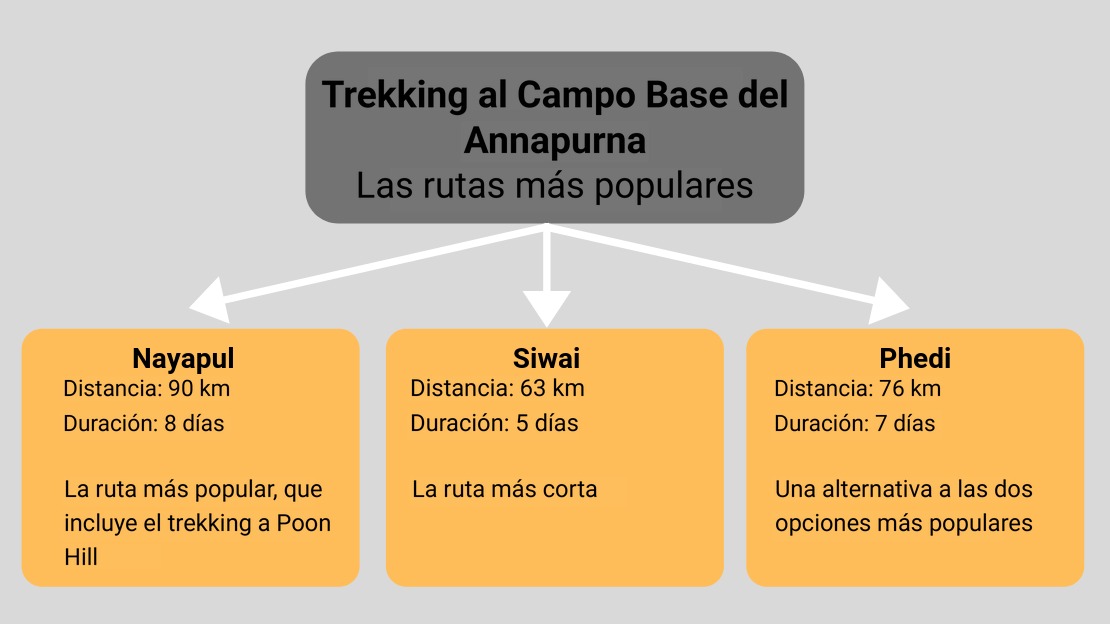 Trekking al Campo Base del
Annapurna
Las rutas más populares
Nayapul
Distancia: 90 km
Duración: 8 días
La ruta más popular, que
incluye el trekking a Poon
Hill
Siwai
Distancia: 63 km
Duración: 5 días
La ruta más corta
Phedi
Distancia: 76 km
Duración: 7 días
Una alternativa a las dos
opciones más populares